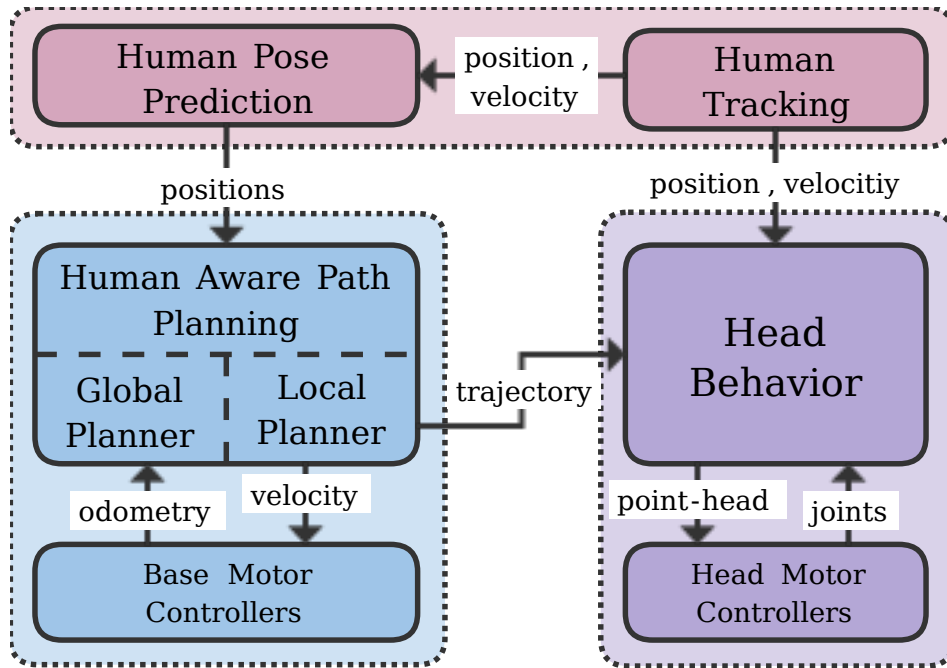 Human Pose
Prediction
position ,
velocity
Human
Tracking
positions
position , velocitiy
Human Aware Path
Planning
Global
Planner
Local
Planner
trajectory
Head
Behavior
odometry
velocity
point-head
joints
Base Motor
Controllers
Head Motor
Controllers